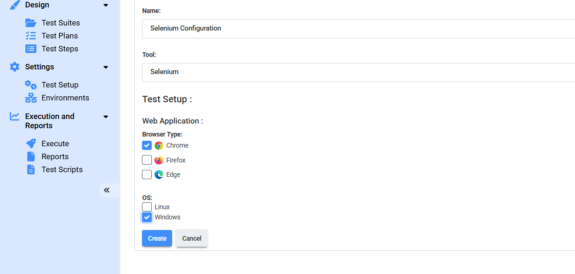 Design
Test Suites
Test Plans
Test Steps
Settings
Test Setup
Environments
Execution and
Reports
Execute
Reports
Test Scripts
Name:
Selenium Configuration
Tool:
Selenium
Test Setup :
Web Application :
Browser Type:
Chrome
Firefox
Edge
OS:
Linux
Windows
Create Cancel